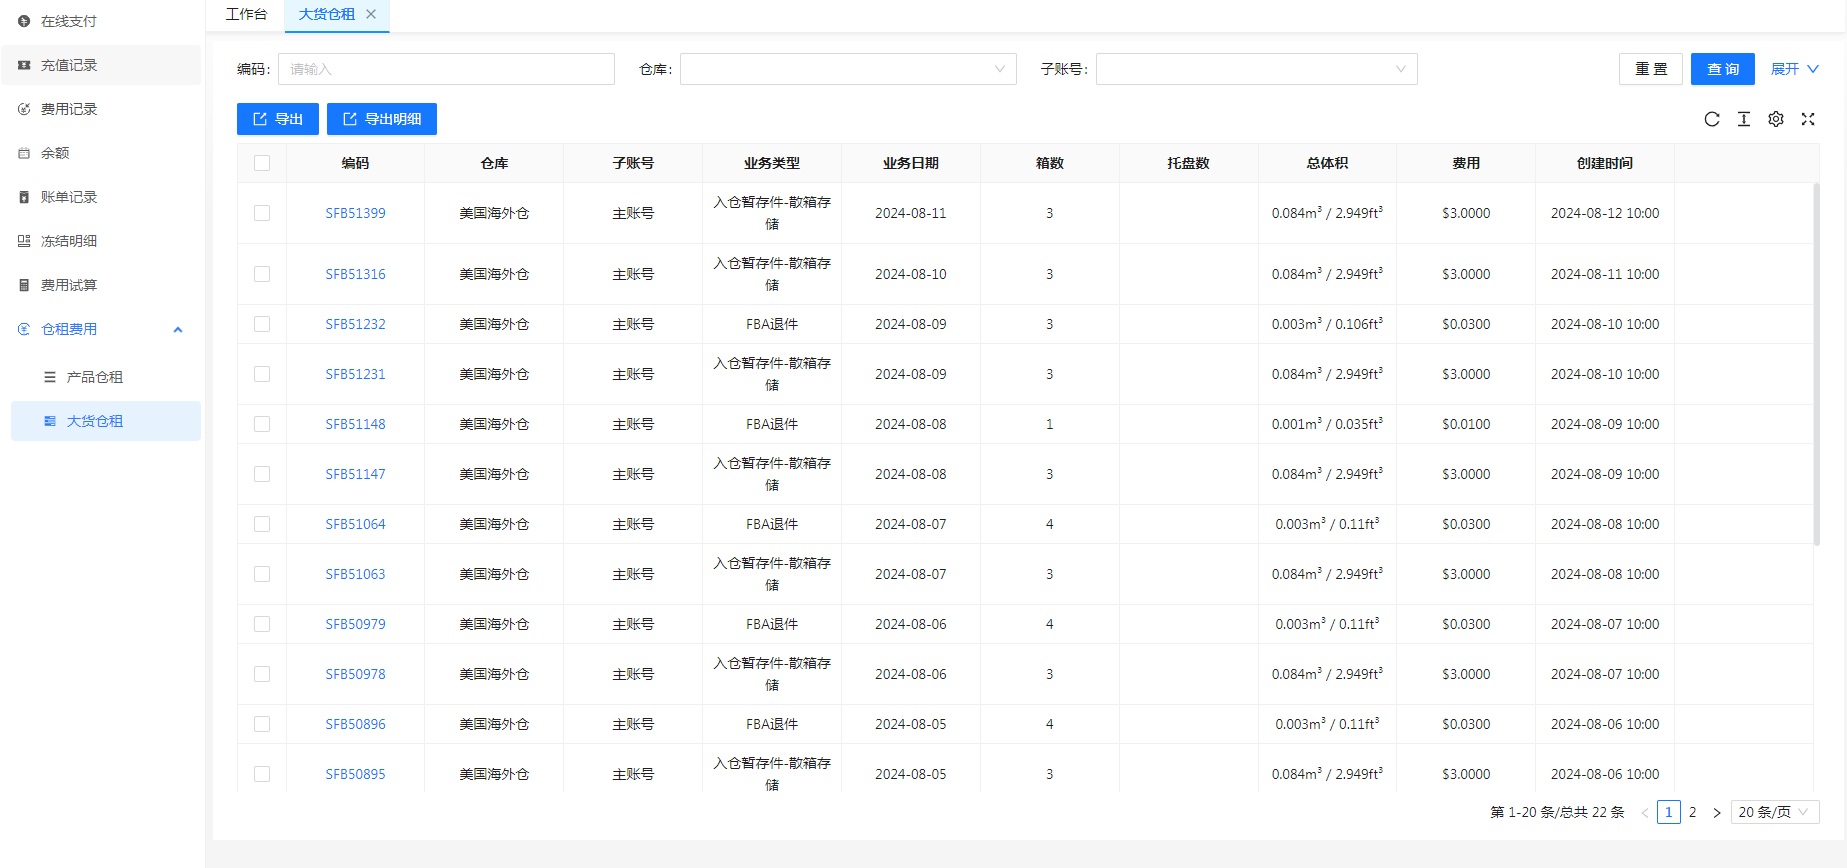 在线支付
充值记录
费用记录
余额
账单记录
冻结明细
费用试算
仓租费用
产品仓租
大货仓租
工作台 大货仓租
编码: 请输入 仓库: 子账号: 重置 查询 展开
导出 导出明细
编码 仓库 子账号 业务类型 业务日期 箱数 托盘数 总体积 费用 创建时间
SFB51399 美国海外仓 主账号 入仓暂存件-散箱存储 2024-08-11 3 0.084m³ / 2.949ft³ $3.0000 2024-08-12 10:00
SFB51316 美国海外仓 主账号 入仓暂存件-散箱存储 2024-08-10 3 0.084m³ / 2.949ft³ $3.0000 2024-08-11 10:00
SFB51232 美国海外仓 主账号 FBA退件 2024-08-09 3 0.003m³ / 0.106ft³ $0.0300 2024-08-10 10:00
SFB51231 美国海外仓 主账号 入仓暂存件-散箱存储 2024-08-09 3 0.084m³ / 2.949ft³ $3.0000 2024-08-10 10:00
SFB51148 美国海外仓 主账号 FBA退件 2024-08-08 1 0.001m³ / 0.035ft³ $0.0100 2024-08-09 10:00
SFB51147 美国海外仓 主账号 入仓暂存件-散箱存储 2024-08-08 3 0.084m³ / 2.949ft³ $3.0000 2024-08-09 10:00
SFB51064 美国海外仓 主账号 FBA退件 2024-08-07 4 0.003m³ / 0.11ft³ $0.0300 2024-08-08 10:00
SFB51063 美国海外仓 主账号 入仓暂存件-散箱存储 2024-08-07 3 0.084m³ / 2.949ft³ $3.0000 2024-08-08 10:00
SFB50979 美国海外仓 主账号 FBA退件 2024-08-06 4 0.003m³ / 0.11ft³ $0.0300 2024-08-07 10:00
SFB50978 美国海外仓 主账号 入仓暂存件-散箱存储 2024-08-06 3 0.084m³ / 2.949ft³ $3.0000 2024-08-07 10:00
SFB50896 美国海外仓 主账号 FBA退件 2024-08-05 4 0.003m³ / 0.11ft³ $0.0300 2024-08-06 10:00
SFB50895 美国海外仓 主账号 入仓暂存件-散箱存储 2024-08-05 3 0.084m³ / 2.949ft³ $3.0000 2024-08-06 10:00
第 1-20 条/总共 22 条 < 1 2 > 20 条/页